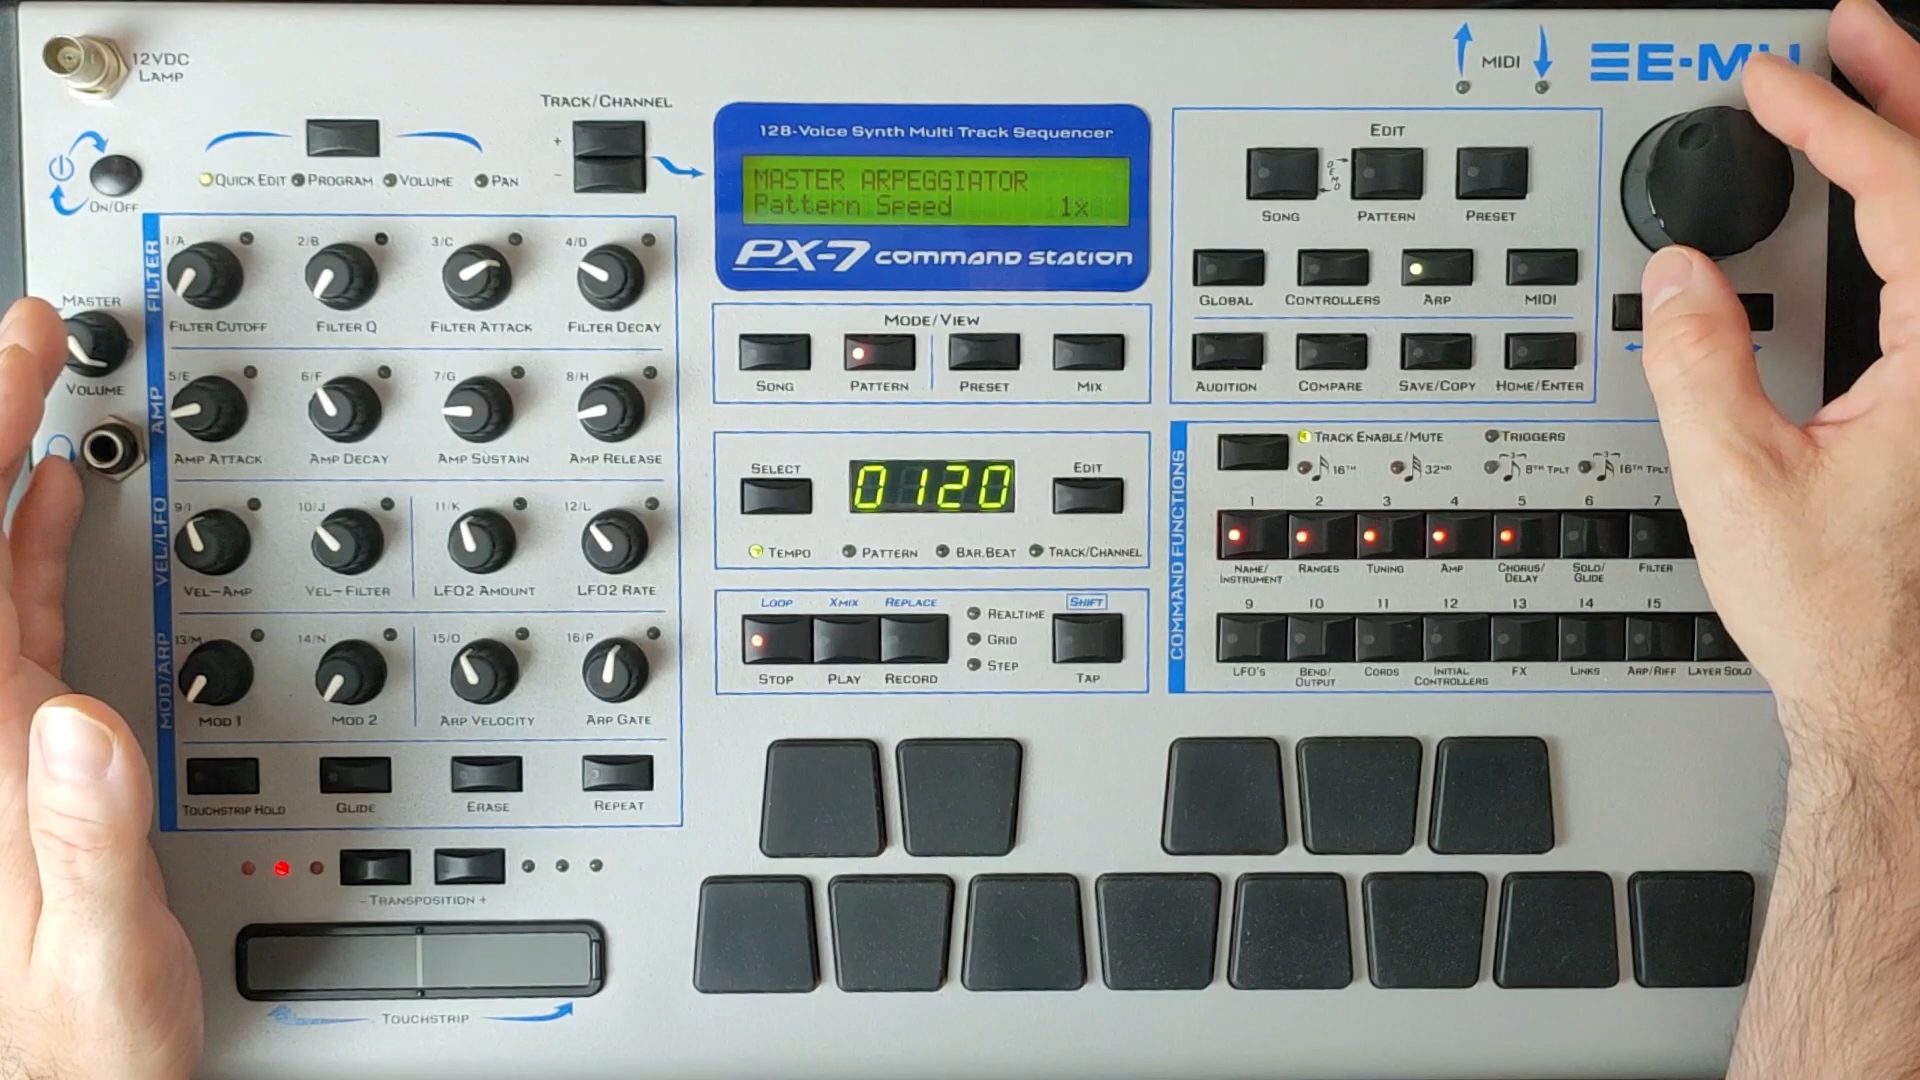 12VDC
LAMP
ON/OFF
MASTER
VOLUME
QUICK EDIT PROGRAM VOLUME PAN
TRACK/CHANNEL
+
-
FILTER
1/A 2/B 3/C 4/D
FILTER CUTOFF FILTER Q FILTER ATTACK FILTER DECAY
AMP
5/E 6/F 7/G 8/H
AMP ATTACK AMP DECAY AMP SUSTAIN AMP RELEASE
VEL/LFO
9/I 10/J 11/K 12/L
VEL-AMP VEL-FILTER LFO2 AMOUNT LFO2 RATE
MOD/ARP
13/M 14/N 15/O 16/P
MOD 1 MOD 2 ARP VELOCITY ARP GATE
TOUCHSTRIP HOLD GLIDE ERASE REPEAT
- TRANSPOSITION +
TOUCHSTRIP
128-Voice Synth Multi Track Sequencer
MASTER ARPEGGIATOR
Pattern Speed 1x
PX-7 command station
MODE/VIEW
SONG PATTERN PRESET MIX
SELECT 0120 EDIT
TEMPO PATTERN BAR.BEAT TRACK/CHANNEL
LOOP XMIX REPLACE SHIFT
REALTIME
GRID
STEP
STOP PLAY RECORD TAP
MIDI
E-MU
EDIT
DEMO
SONG PATTERN PRESET
GLOBAL CONTROLLERS ARP MIDI
AUDITION COMPARE SAVE/COPY HOME/ENTER
COMMAND FUNCTIONS
TRACK ENABLE/MUTE TRIGGERS
16TH 32ND 3 8TH TPLT 3 16TH TPLT
1 2 3 4 5 6 7
NAME/INSTRUMENT RANGES TUNING AMP CHORUS/DELAY SOLO/GLIDE FILTER
9 10 11 12 13 14 15
LFO'S BEND/OUTPUT CORDS INITIAL CONTROLLERS FX LINKS ARP/RIFF LAYER SOLO